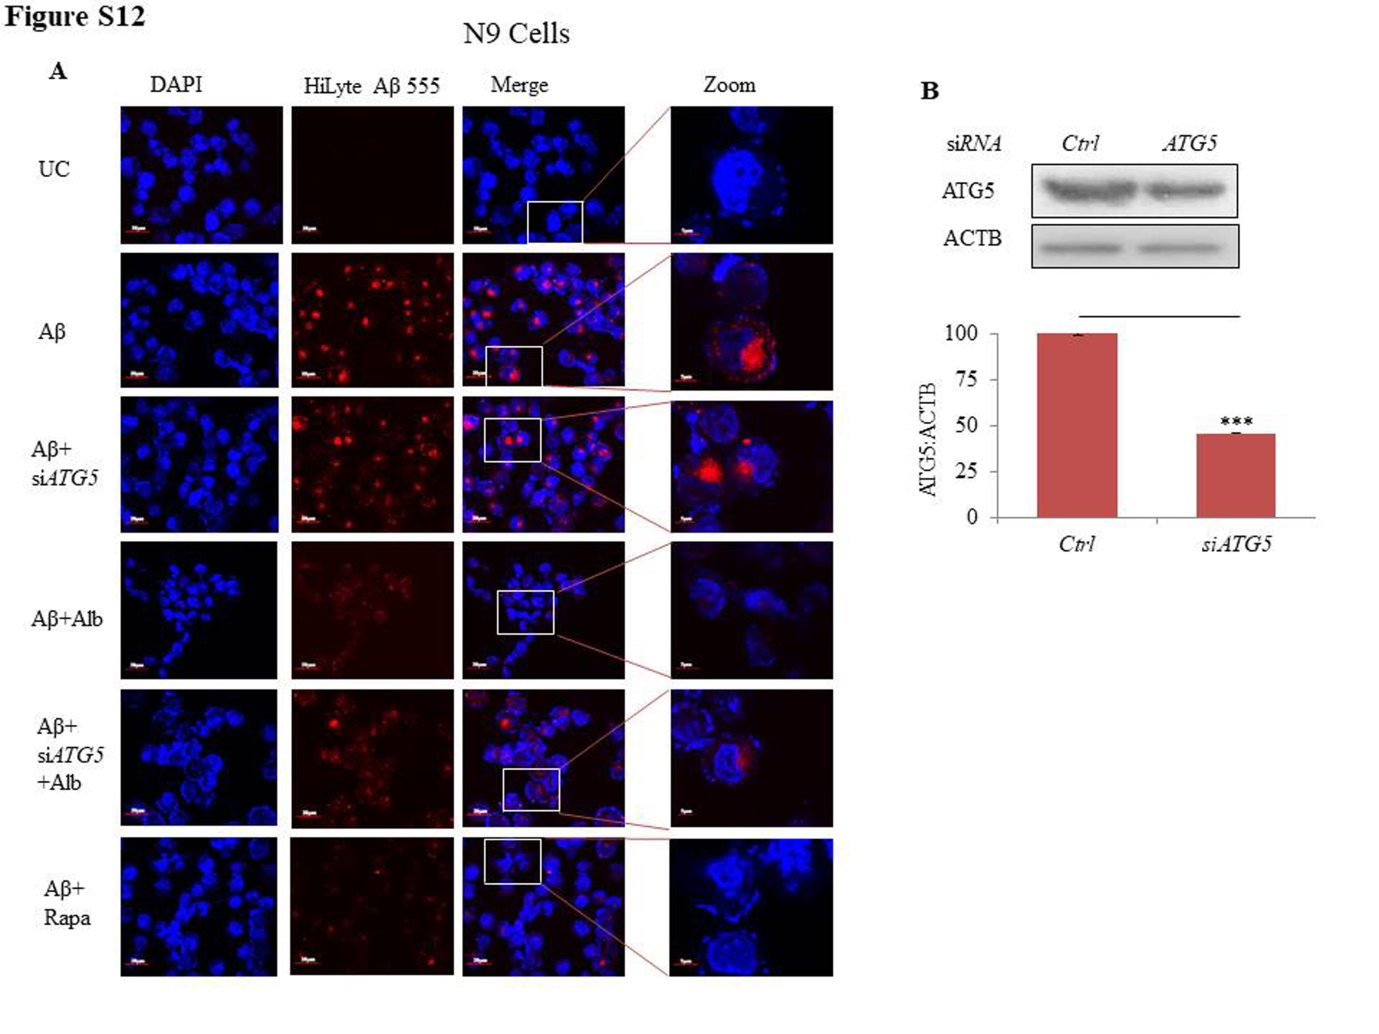 Figure S12
N9 Cells
A
DAPI HiLyte Aβ 555 Merge Zoom
UC
Aβ
Aβ+
siATG5
Aβ+Alb
Aβ+
siATG5
+Alb
Aβ+
Rapa
B
siRNA Ctrl ATG5
ATG5
ACTB
ATG5:ACTB
100
75
50
25
0
***
Ctrl siATG5